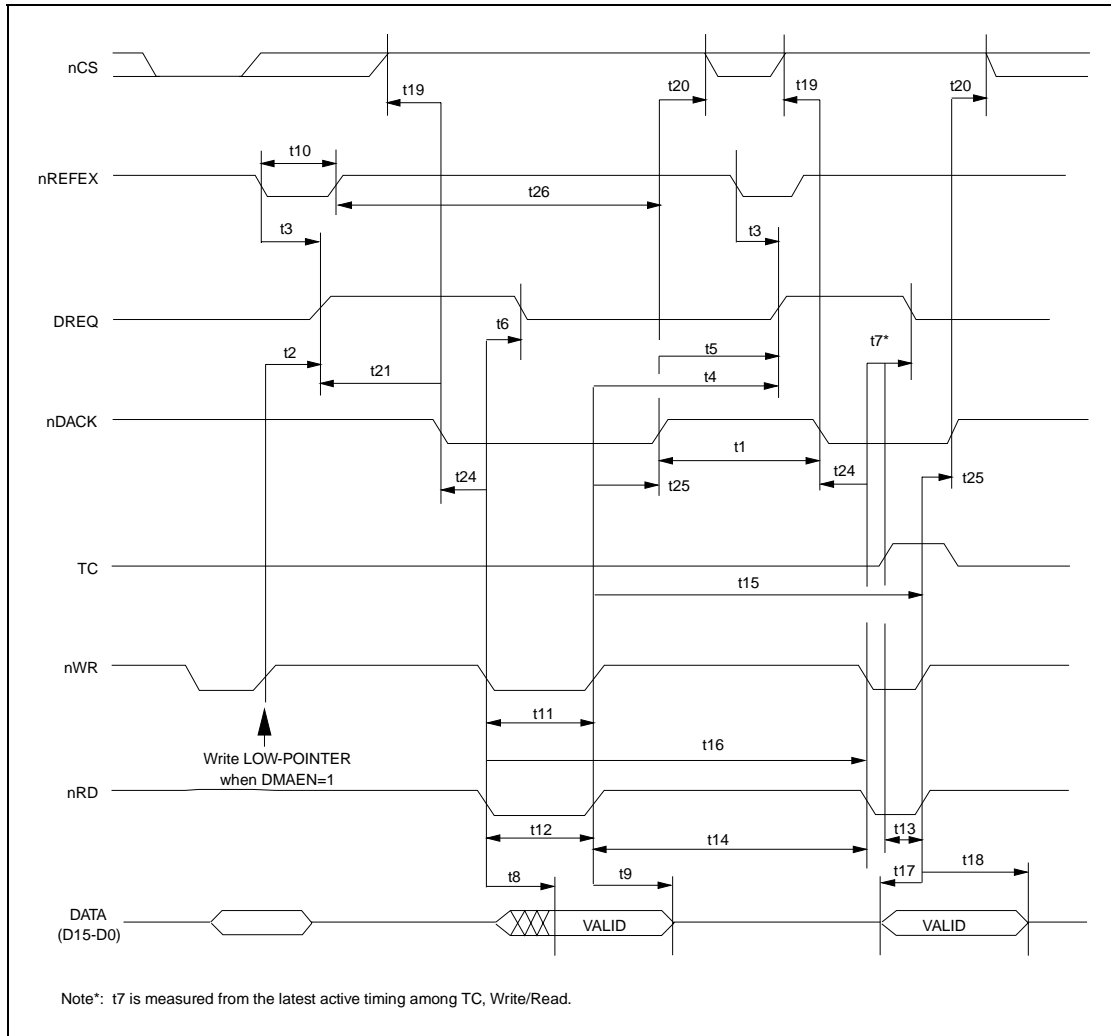 nCS
t19
t20
t19
t20
t10
nREFEX
t26
t3
t3
DREQ
t6
t7*
t2
t5
t21
t4
nDACK
t1
t24
t25
t24
t25
TC
t15
nWR
t11
Write LOW-POINTER
when DMAEN=1
t16
nRD
t12
t13
t14
t8
t9
t17
t18
DATA
(D15-D0)
VALID
VALID
Note*: t7 is measured from the latest active timing among TC, Write/Read.